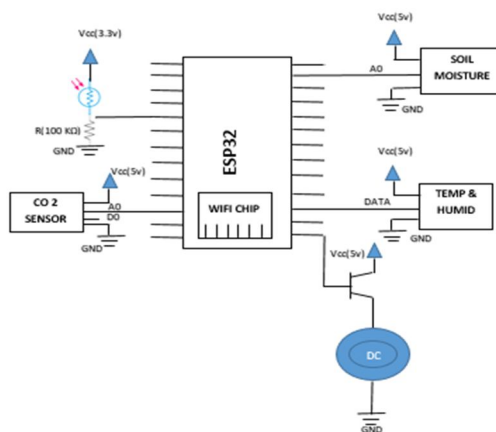 Vcc(3.3v)
R(100 KΩ)
GND
Vcc(5v)
CO 2
SENSOR
A0
D0
GND
ESP32
WIFI CHIP
Vcc(5v)
A0
SOIL
MOISTURE
GND
Vcc(5v)
DATA
TEMP &
HUMID
GND
Vcc(5v)
DC
GND